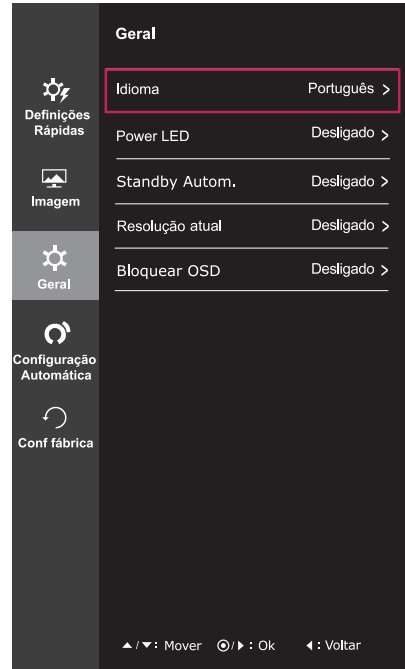 Geral
Definições
Rápidas
Imagem
Geral
Configuração
Automática
Conf fábrica
Idioma Português >
Power LED Desligado >
Standby Autom. Desligado >
Resolução atual Desligado >
Bloquear OSD Desligado >
▲/▼: Mover ◉/▶ : Ok ◀ : Voltar